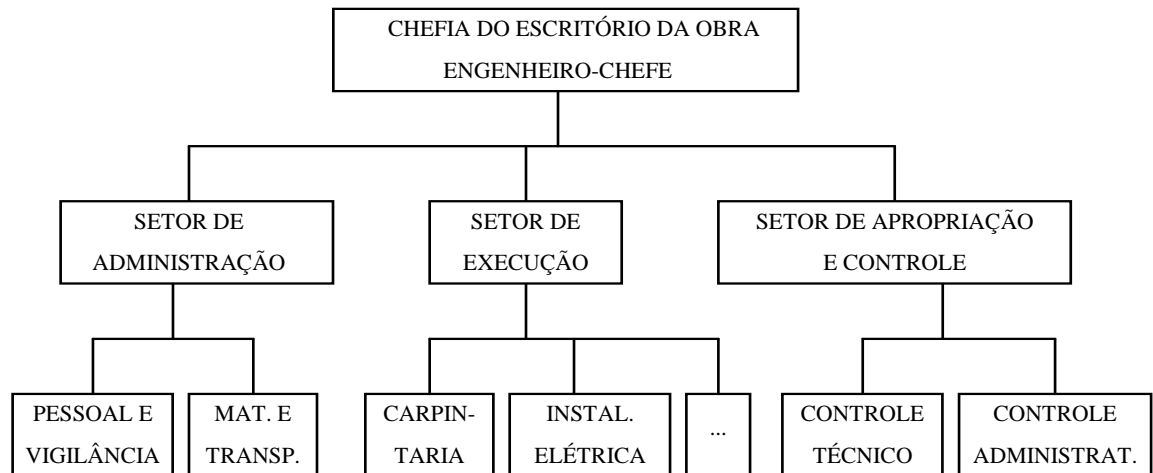 CHEFIA DO ESCRITÓRIO DA OBRA
ENGENHEIRO-CHEFE
SETOR DE
ADMINISTRAÇÃO
SETOR DE
EXECUÇÃO
SETOR DE APROPRIAÇÃO
E CONTROLE
PESSOAL E
VIGILÂNCIA
MAT. E
TRANSP.
CARPIN-
TARIA
INSTAL.
ELÉTRICA
...
CONTROLE
TÉCNICO
CONTROLE
ADMINISTRAT.